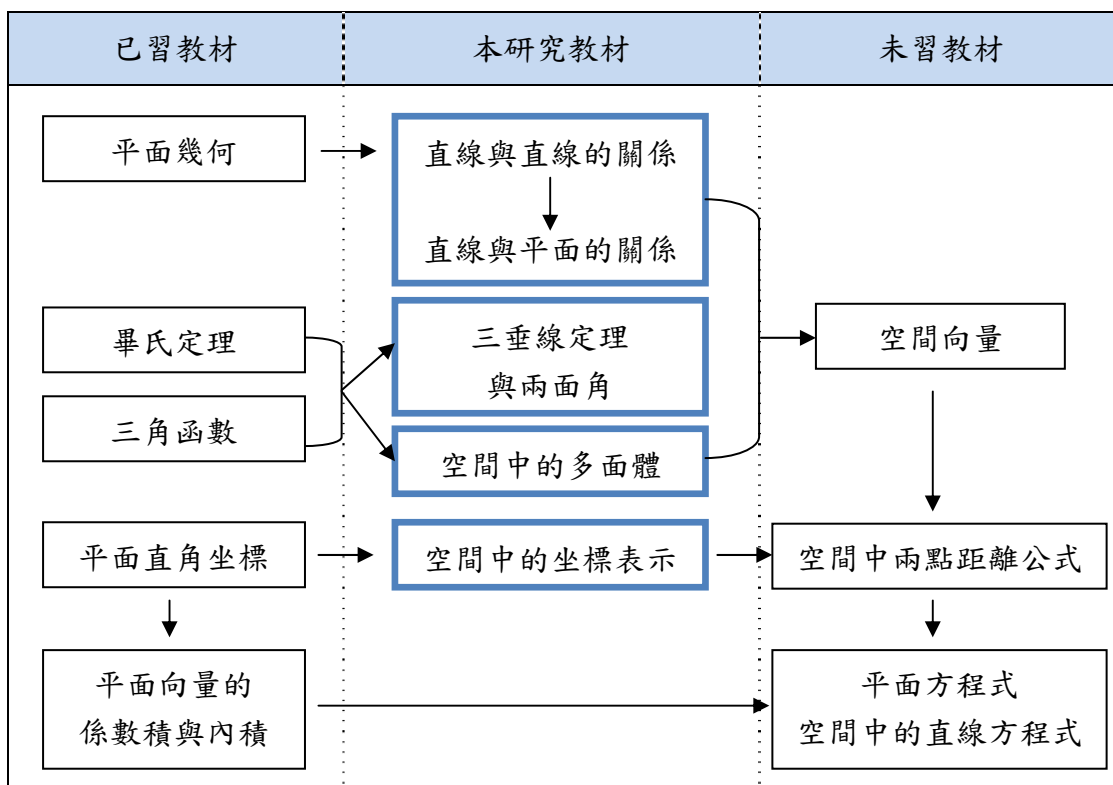 已習教材
本研究教材
未習教材
平面幾何
直線與直線的關係
直線與平面的關係
畢氏定理
三角函數
三垂線定理
與兩面角
空間中的多面體
空間向量
平面直角坐標
空間中的坐標表示
空間中兩點距離公式
平面向量的
係數積與內積
平面方程式
空間中的直線方程式